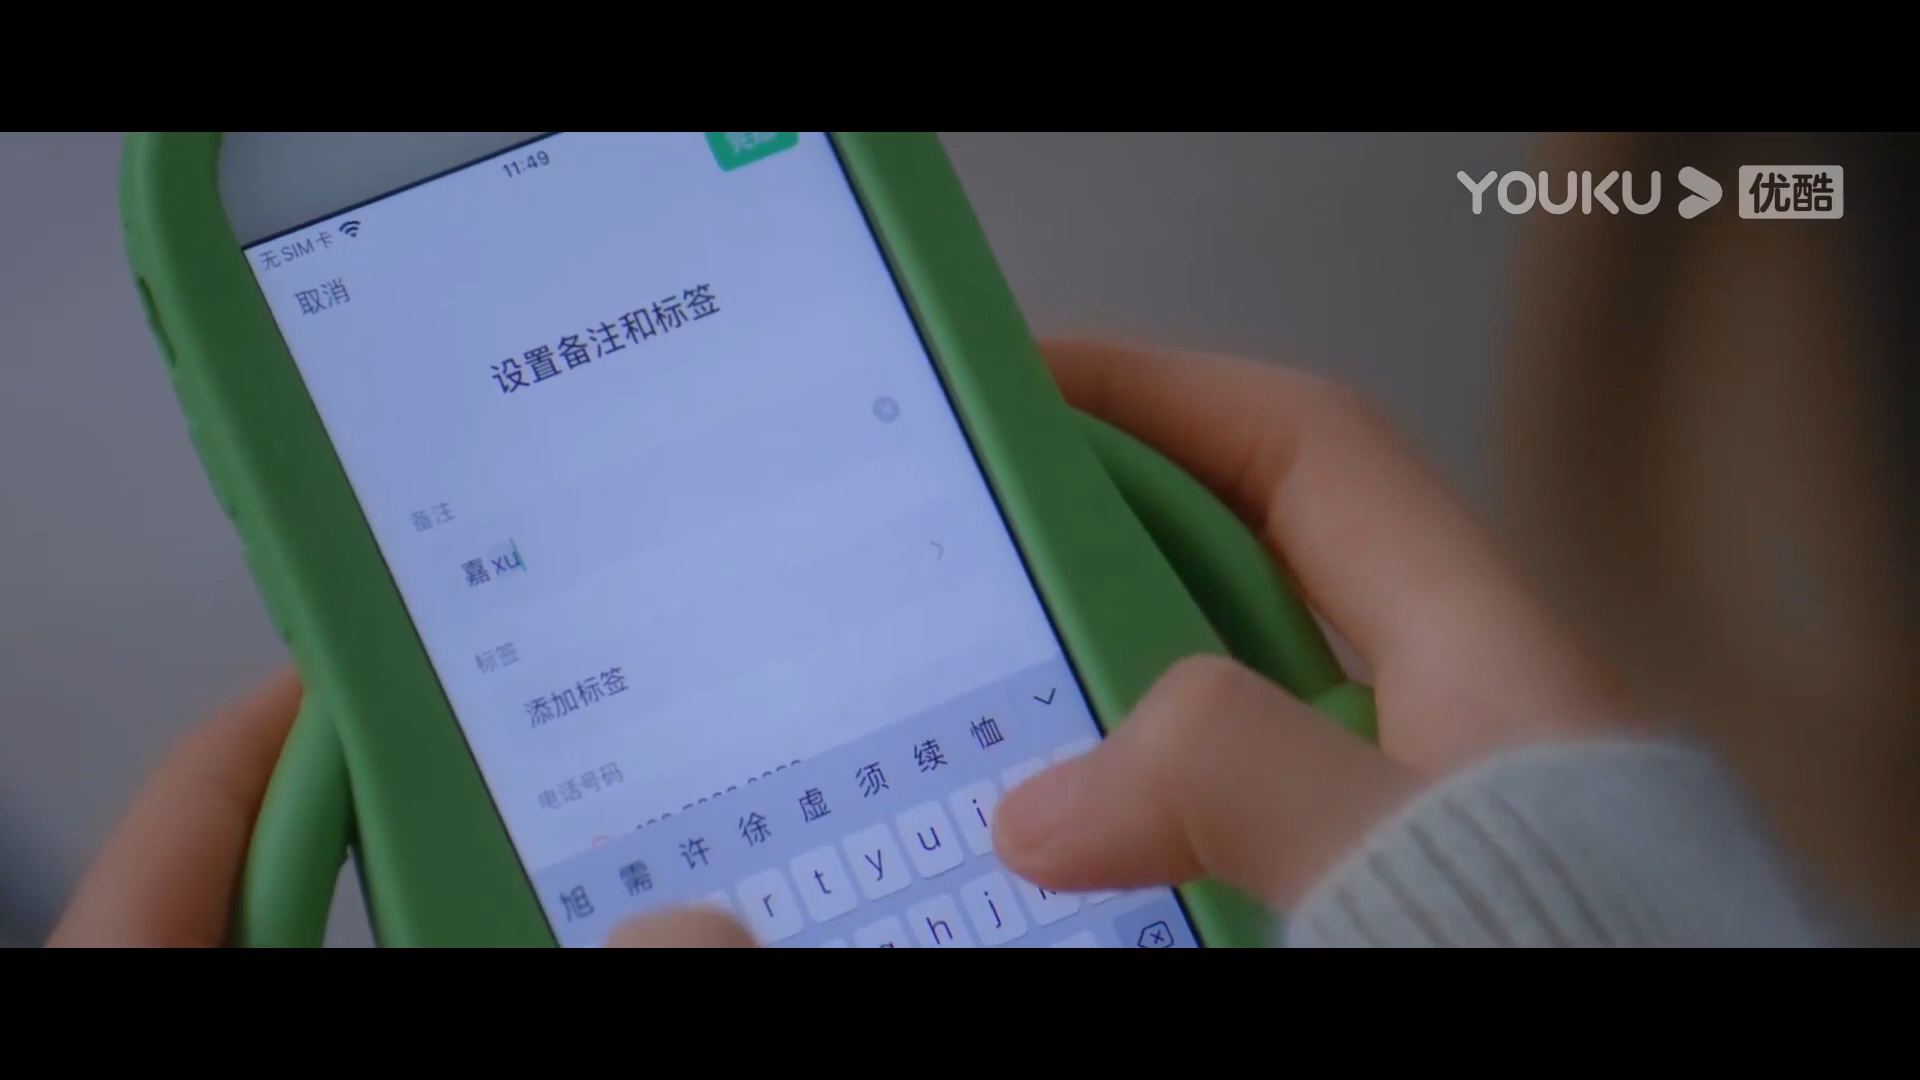 YOUKU 优酷
11:49
无SIM卡
取消
设置备注和标签
备注
嘉 xu
标签
添加标签
电话号码
旭 需 许 徐 虚 须 续 恤
r t y u i
h j